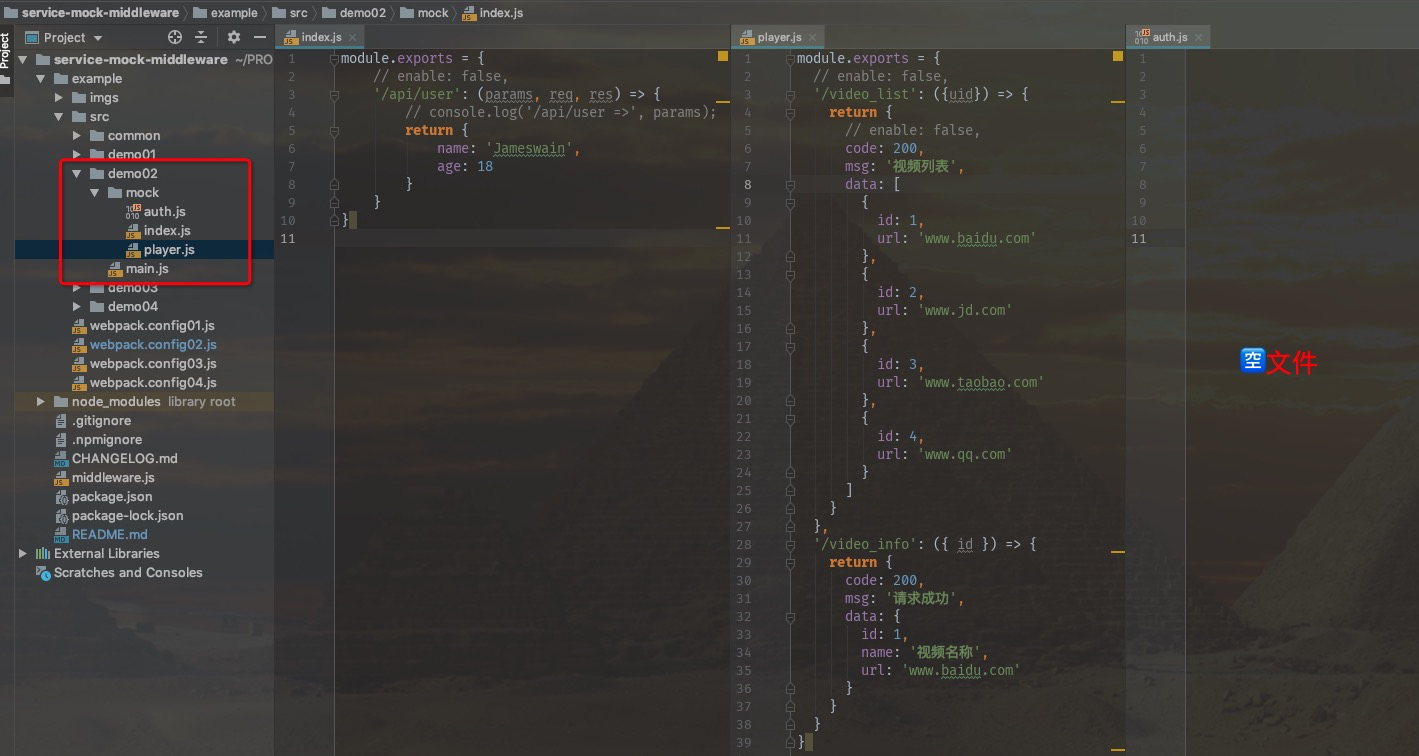 service-mock-middleware example src demo02 mock index.js
Project
Project
service-mock-middleware ~/PRO
example
imgs
src
common
demo01
demo02
mock
auth.js
index.js
player.js
main.js
demo03
demo04
webpack.config01.js
webpack.config02.js
webpack.config03.js
webpack.config04.js
node_modules library root
.gitignore
.npmignore
CHANGELOG.md
middleware.js
package.json
package-lock.json
README.md
External Libraries
Scratches and Consoles
index.js
1 module.exports = {
2 // enable: false,
3 '/api/user': (params, req, res) => {
4 // console.log('/api/user =>', params);
5 return {
6 name: 'Jameswain',
7 age: 18
8 }
9 }
10 }
11
player.js
1 module.exports = {
2 // enable: false,
3 '/video_list': ({uid}) => {
4 return {
5 // enable: false,
6 code: 200,
7 msg: '视频列表',
8 data: [
9 {
10 id: 1,
11 url: 'www.baidu.com'
12 },
13 {
14 id: 2,
15 url: 'www.jd.com'
16 },
17 {
18 id: 3,
19 url: 'www.taobao.com'
20 },
21 {
22 id: 4,
23 url: 'www.qq.com'
24 }
25 ]
26 }
27 },
28 '/video_info': ({ id }) => {
29 return {
30 code: 200,
31 msg: '请求成功',
32 data: {
33 id: 1,
34 name: '视频名称',
35 url: 'www.baidu.com'
36 }
37 }
38 }
39 }
auth.js
1
2
3
4
5
6
7
8
9
10
11
空文件